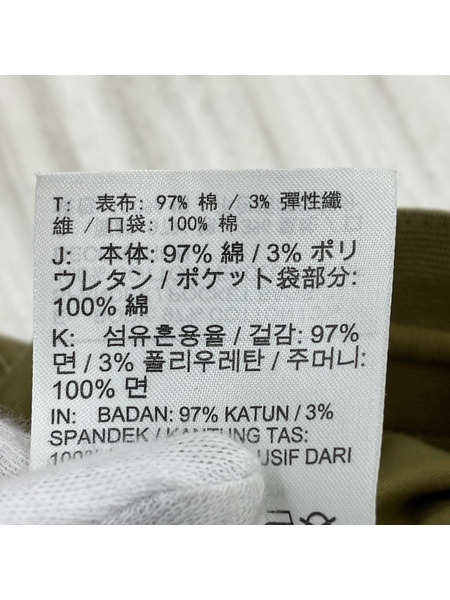 T: 表布: 97% 棉 / 3% 彈性纖
維 / 口袋: 100% 棉
J: 本体: 97% 綿 / 3% ポリ
ウレタン / ポケット袋部分:
100% 綿
K: 섬유혼용율 / 겉감: 97%
면 / 3% 폴리우레탄 / 주머니:
100% 면
IN: BADAN: 97% KATUN / 3%
SPANDEK / KANTUNG TAS:
100% DARI